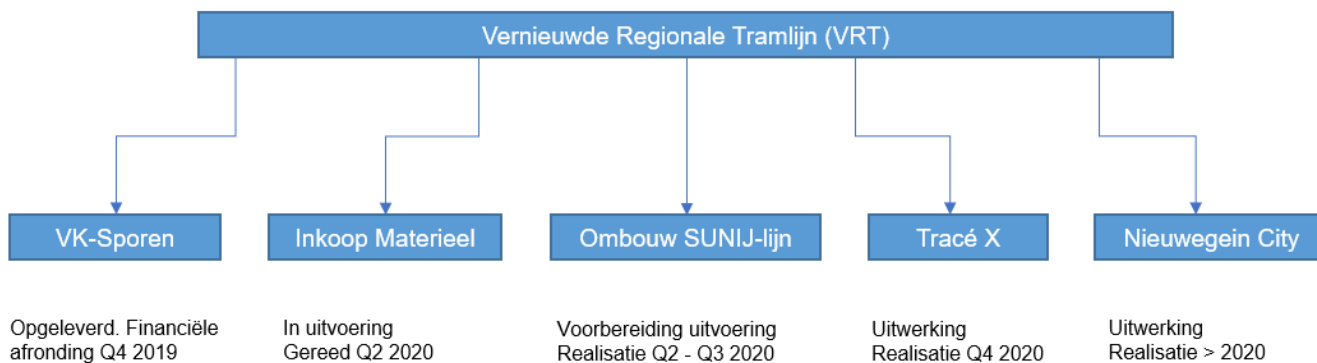 Vernieuwde Regionale Tramlijn (VRT)
VK-Sporen
Inkoop Materieel
Ombouw SUNIJ-lijn
Tracé X
Nieuwegein City
Opgeleverd. Financiële
afronding Q4 2019
In uitvoering
Gereed Q2 2020
Voorbereiding uitvoering
Realisatie Q2 - Q3 2020
Uitwerking
Realisatie Q4 2020
Uitwerking
Realisatie > 2020